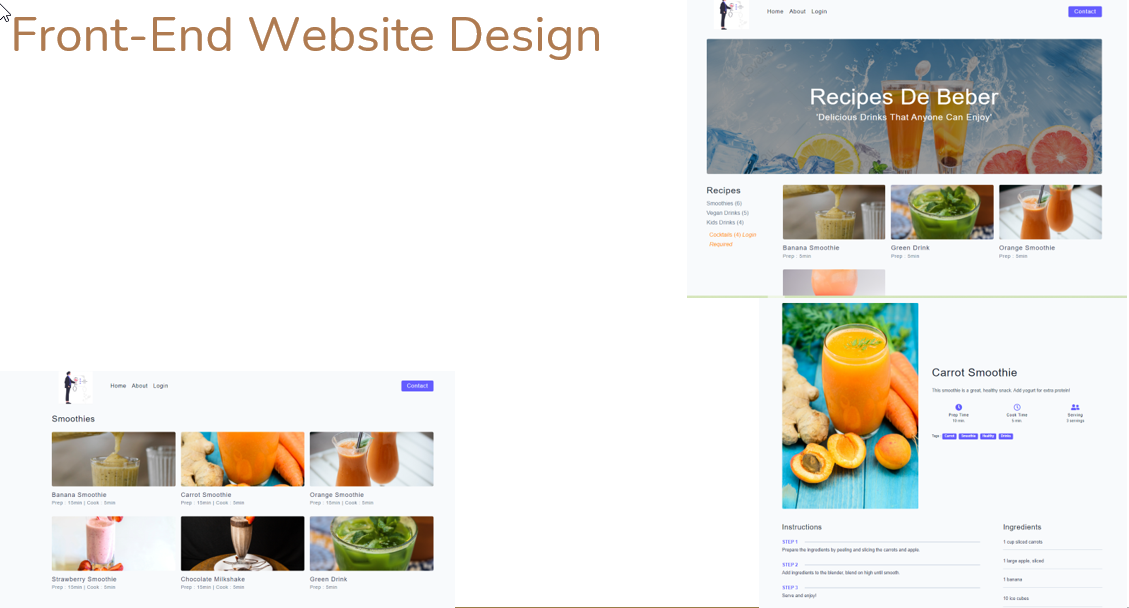 Front-End Website Design
Home About Login
Contact
Recipes De Beber
'Delicious Drinks That Anyone Can Enjoy'
Recipes
Smoothies (6)
Vegan Drinks (5)
Kids Drinks (4)
Cocktails (4) Login
Required
Banana Smoothie
Prep : 5min
Green Drink
Prep : 5min
Orange Smoothie
Prep : 5min
Carrot Smoothie
This smoothie is a great, healthy snack. Add yogurt for extra protein!
Prep Time
10 min.
Cook Time
5 min.
Serving
3 servings
Tags : Carrot Smoothie Healthy Drinks
Instructions
STEP 1
Prepare the ingredients by peeling and slicing the carrots and apple.
STEP 2
Add ingredients to the blender, blend on high until smooth.
STEP 3
Serve and enjoy!
Ingredients
1 cup sliced carrots
1 large apple, sliced
1 banana
10 ice cubes
Home About Login
Contact
Smoothies
Banana Smoothie
Prep : 15min | Cook : 5min
Carrot Smoothie
Prep : 15min | Cook : 5min
Orange Smoothie
Prep : 15min | Cook : 5min
Strawberry Smoothie
Prep : 15min | Cook : 5min
Chocolate Milkshake
Prep : 15min | Cook : 5min
Green Drink
Prep : 5min